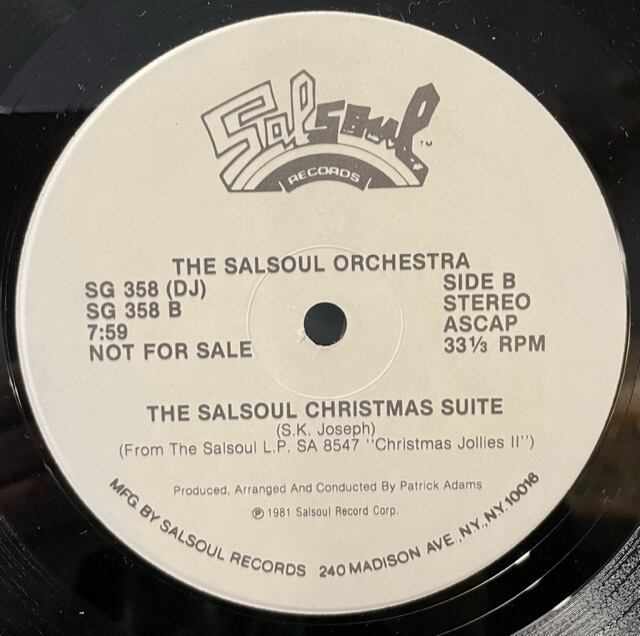 Salsoul™
RECORDS
THE SALSOUL ORCHESTRA
SG 358 (DJ)
SG 358 B
7:59
NOT FOR SALE
SIDE B
STEREO
ASCAP
33⅓ RPM
THE SALSOUL CHRISTMAS SUITE
(S.K. Joseph)
(From The Salsoul L.P. SA 8547 "Christmas Jollies II")
Produced, Arranged And Conducted By Patrick Adams
℗ 1981 Salsoul Record Corp.
MFG. BY SALSOUL RECORDS 240 MADISON AVE., NY., NY. 10016